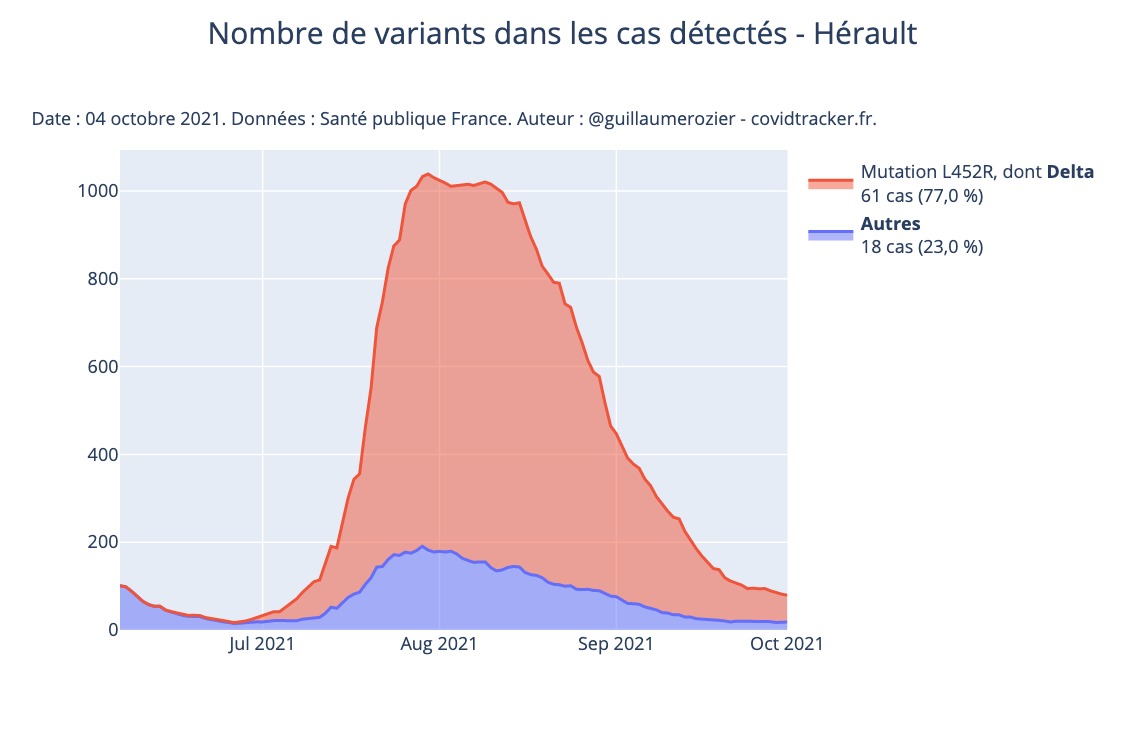 Nombre de variants dans les cas détectés - Hérault
Date : 04 octobre 2021. Données : Santé publique France. Auteur : @guillaumerozier - covidtracker.fr.
Mutation L452R, dont Delta
61 cas (77,0 %)
Autres
18 cas (23,0 %)
1000
800
600
400
200
0
Jul 2021
Aug 2021
Sep 2021
Oct 2021